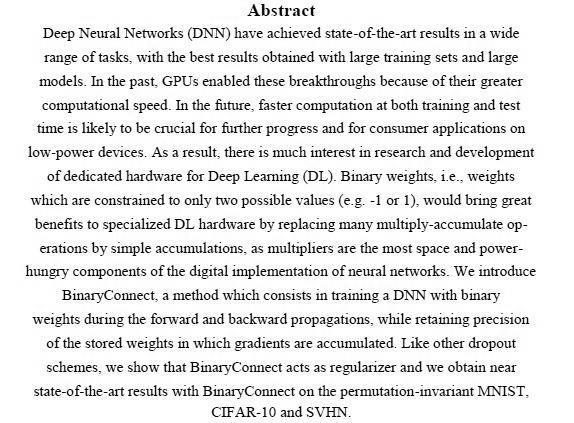 Abstract
Deep Neural Networks (DNN) have achieved state-of-the-art results in a wide
range of tasks, with the best results obtained with large training sets and large
models. In the past, GPUs enabled these breakthroughs because of their greater
computational speed. In the future, faster computation at both training and test
time is likely to be crucial for further progress and for consumer applications on
low-power devices. As a result, there is much interest in research and development
of dedicated hardware for Deep Learning (DL). Binary weights, i.e., weights
which are constrained to only two possible values (e.g. -1 or 1), would bring great
benefits to specialized DL hardware by replacing many multiply-accumulate op-
erations by simple accumulations, as multipliers are the most space and power-
hungry components of the digital implementation of neural networks. We introduce
BinaryConnect, a method which consists in training a DNN with binary
weights during the forward and backward propagations, while retaining precision
of the stored weights in which gradients are accumulated. Like other dropout
schemes, we show that BinaryConnect acts as regularizer and we obtain near
state-of-the-art results with BinaryConnect on the permutation-invariant MNIST,
CIFAR-10 and SVHN.